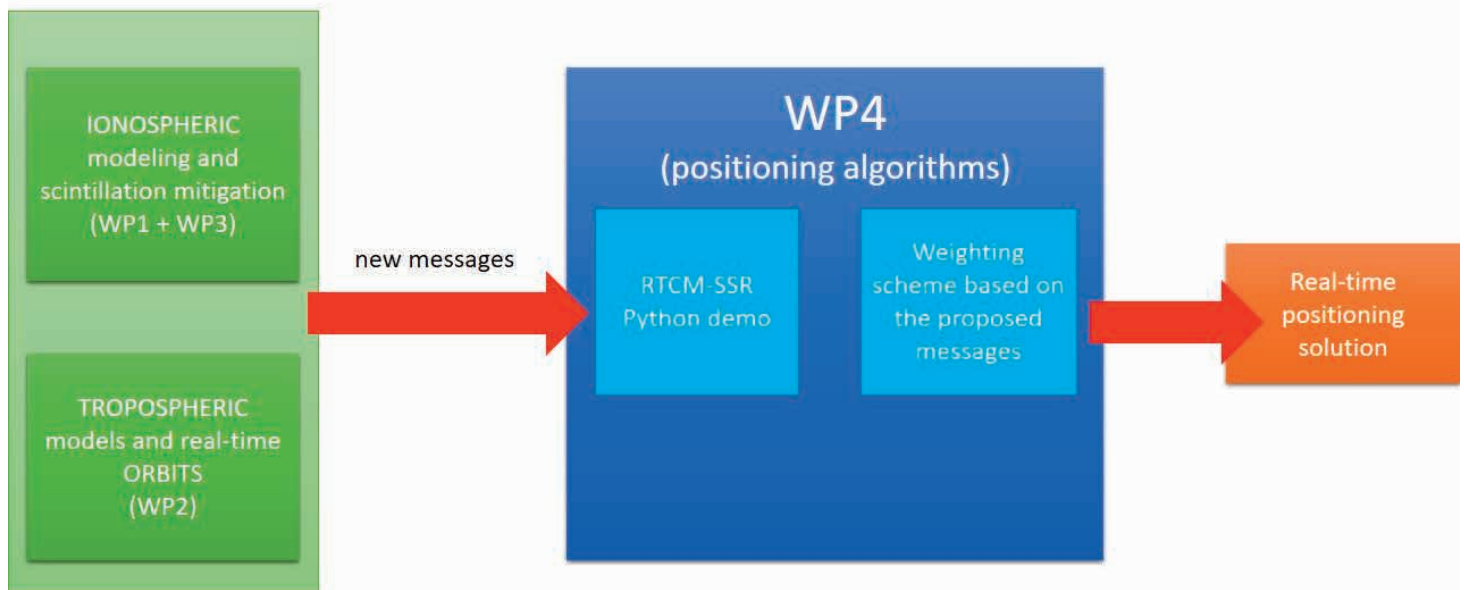 IONOSPHERIC
modeling and
scintillation mitigation
(WP1 + WP3)
TROPOSPHERIC
models and real-time
ORBITS
(WP2)
new messages
WP4
(positioning algorithms)
RTCM-SSR
Python demo
Weighting
scheme based on
the proposed
messages
Real-time
positioning
solution